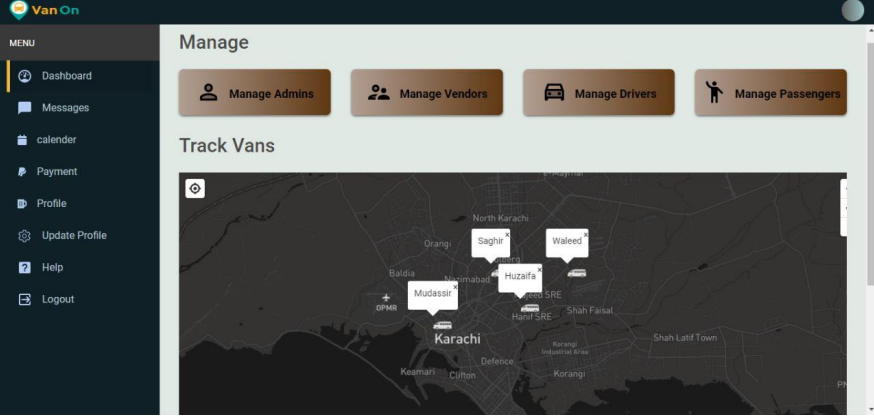 Van On
MENU
Dashboard
Messages
calender
Payment
Profile
Update Profile
Help
Logout
Manage
Manage Admins
Manage Vendors
Manage Drivers
Manage Passengers
Track Vans
North Karachi
Orangi
Saghir x
Waleed x
Baldia
Nazimabad
Huzaifa x
Mudassir x
OPMR
SRE
Hanif SRE
Shah Faisal
Karachi
Korangi
Industrial Area
Shah Latif Town
Defence
Keamari
Clifton
Korangi